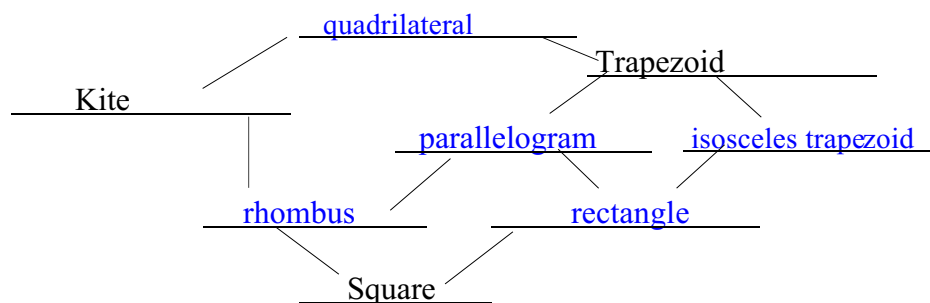 quadrilateral
Trapezoid
Kite
parallelogram
isosceles trapezoid
rhombus
rectangle
Square